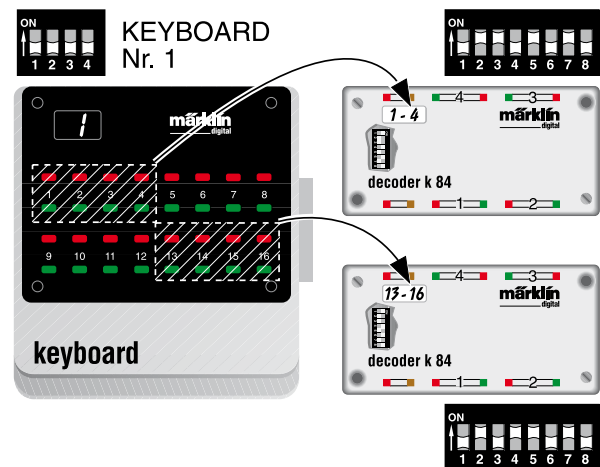 ON
1 2 3 4
KEYBOARD
Nr. 1
ON
1 2 3 4 5 6 7 8
1
märklin
digital
1 2 3 4 5 6 7 8
9 10 11 12 13 14 15 16
keyboard
4 3
1 - 4
märklin
digital
decoder k 84
1 2
4 3
13 - 16
märklin
digital
decoder k 84
1 2
ON
1 2 3 4 5 6 7 8